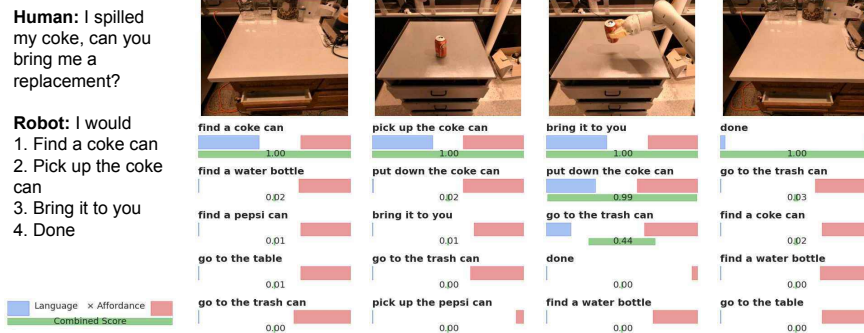 Human: I spilled
my coke, can you
bring me a
replacement?
Robot: I would
1. Find a coke can
2. Pick up the coke
can
3. Bring it to you
4. Done
Language × Affordance
Combined Score
find a coke can
1.00
find a water bottle
0.02
find a pepsi can
0.01
go to the table
0.01
go to the trash can
0.00
pick up the coke can
1.00
put down the coke can
0.02
bring it to you
0.01
go to the trash can
0.00
pick up the pepsi can
0.00
bring it to you
1.00
put down the coke can
0.99
go to the trash can
0.44
done
0.00
find a water bottle
0.00
done
1.00
go to the trash can
0.03
find a coke can
0.02
find a water bottle
0.00
go to the table
0.00